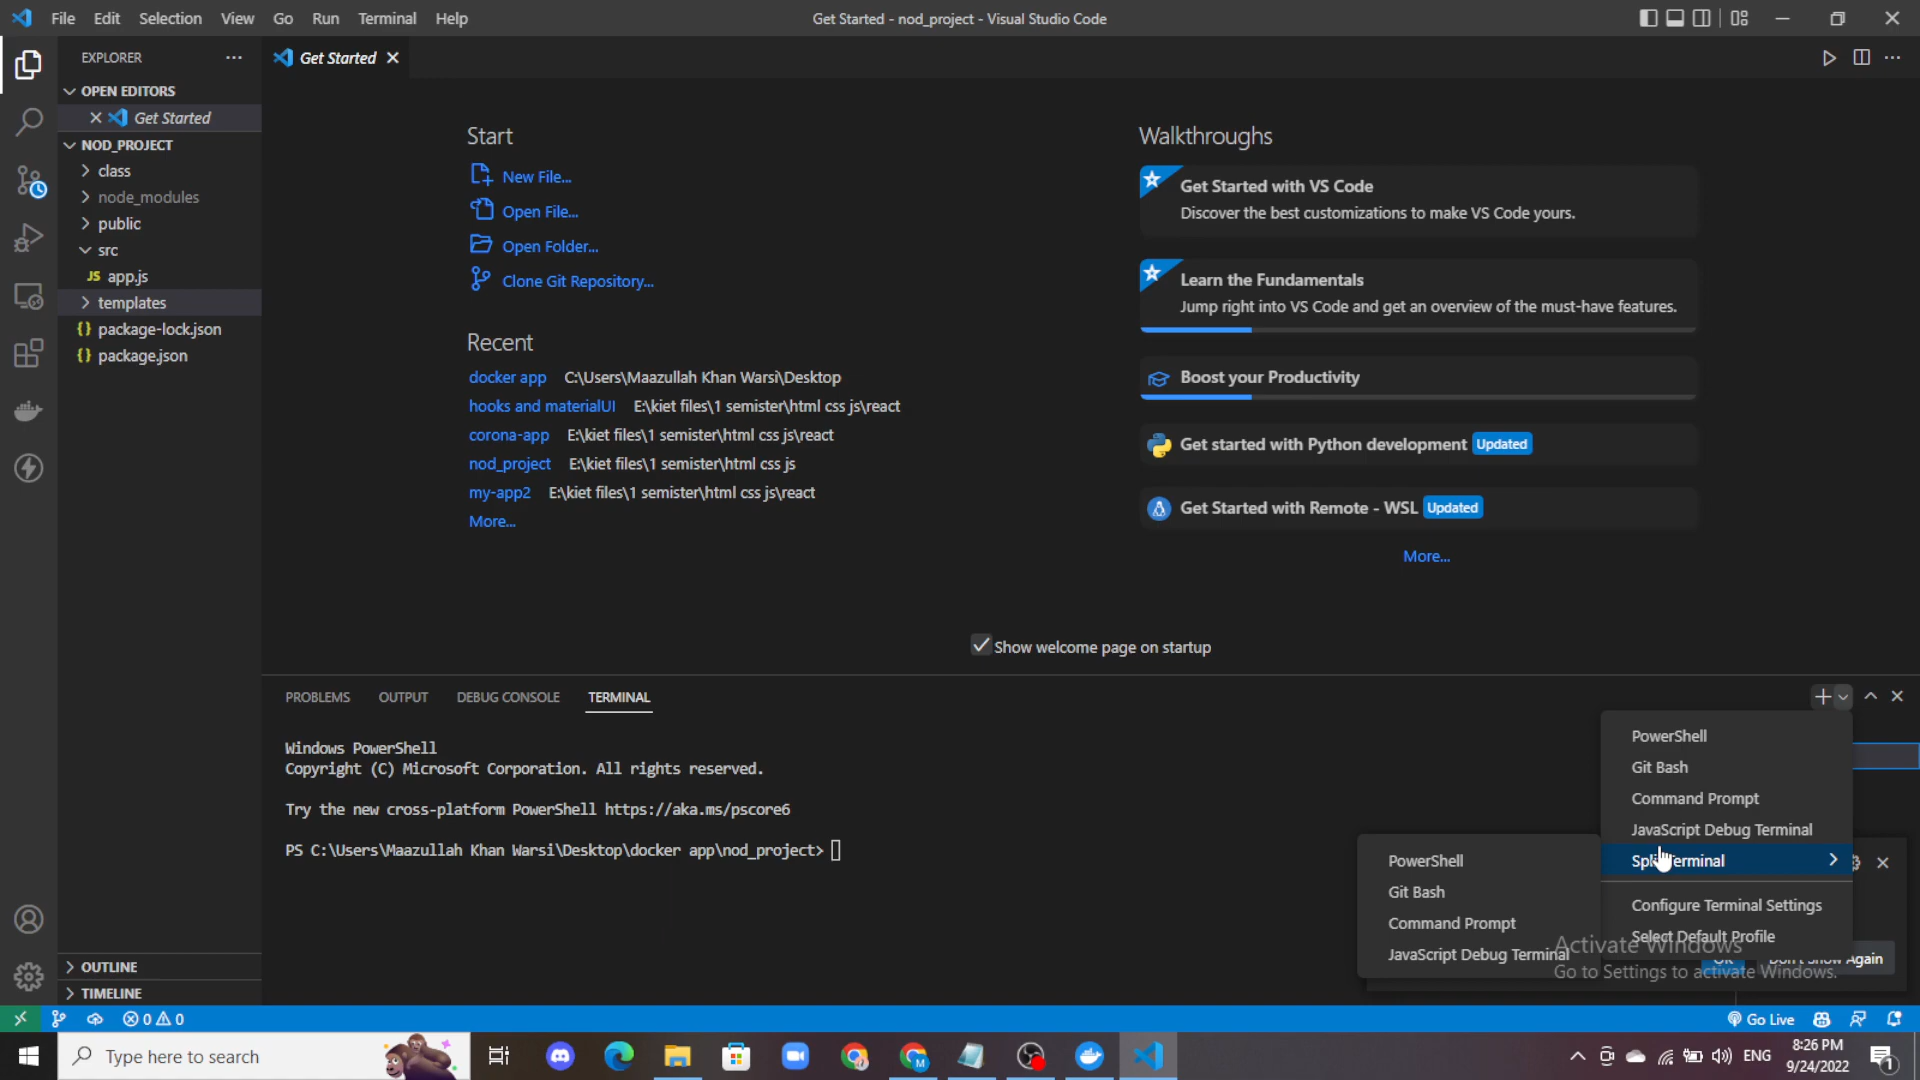 File Edit Selection View Go Run Terminal Help
Get Started - nod_project - Visual Studio Code
EXPLORER
OPEN EDITORS
Get Started
NOD_PROJECT
class
node_modules
public
src
JS app.js
templates
{} package-lock.json
{} package.json
OUTLINE
TIMELINE
Get Started
Start
New File...
Open File...
Open Folder...
Clone Git Repository...
Recent
docker app C:\Users\Maazullah Khan Warsi\Desktop
hooks and materialUI E:\kiet files\1 semister\html css js\react
corona-app E:\kiet files\1 semister\html css js\react
nod_project E:\kiet files\1 semister\html css js
my-app2 E:\kiet files\1 semister\html css js\react
More...
Walkthroughs
Get Started with VS Code
Discover the best customizations to make VS Code yours.
Learn the Fundamentals
Jump right into VS Code and get an overview of the must-have features.
Boost your Productivity
Get started with Python development Updated
Get Started with Remote - WSL Updated
More...
Show welcome page on startup
PROBLEMS OUTPUT DEBUG CONSOLE TERMINAL
Windows PowerShell
Copyright (C) Microsoft Corporation. All rights reserved.
Try the new cross-platform PowerShell https://aka.ms/pscore6
PS C:\Users\Maazullah Khan Warsi\Desktop\docker app\nod_project>
PowerShell
Git Bash
Command Prompt
JavaScript Debug Terminal
Split Terminal
Configure Terminal Settings
Select Default Profile
PowerShell
Git Bash
Command Prompt
JavaScript Debug Terminal
Activate Windows
Go to Settings to activate Windows.
OK Don't Show Again
0 0
Go Live
Type here to search
ENG
8:26 PM
9/24/2022
1